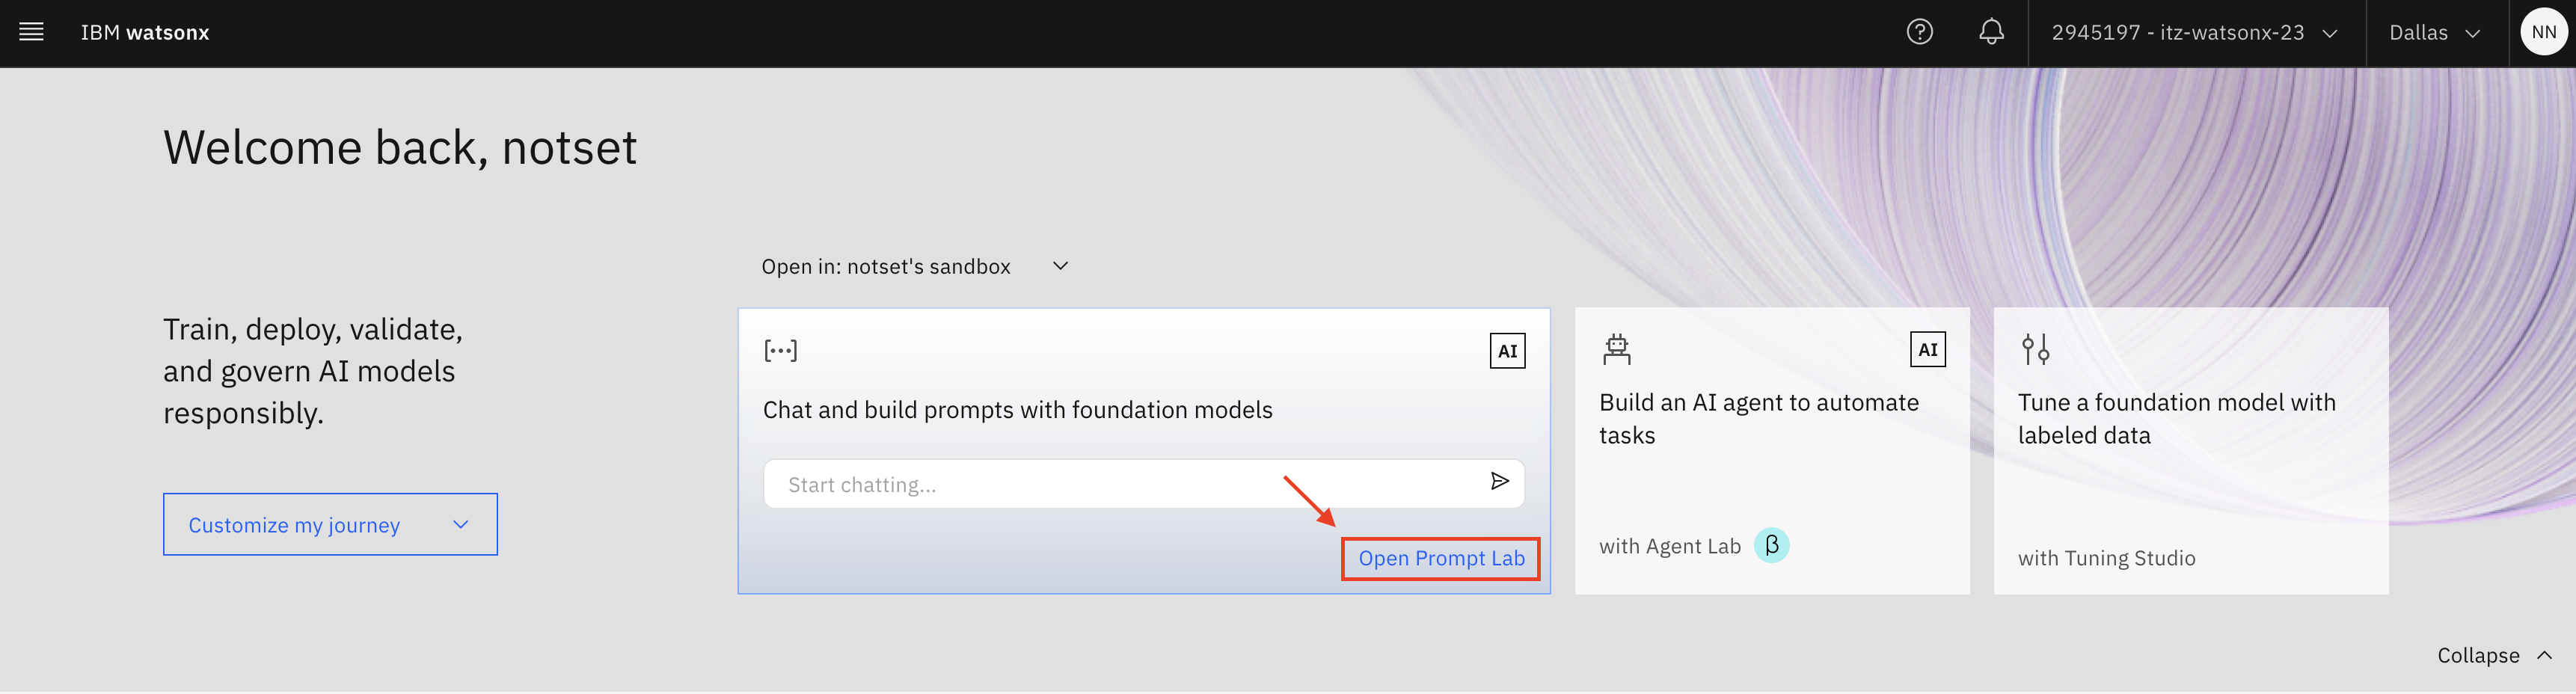 IBM watsonx
2945197 - itz-watsonx-23
Dallas
NN
Welcome back, notset
Open in: notset's sandbox
Train, deploy, validate,
and govern AI models
responsibly.
Customize my journey
AI
Chat and build prompts with foundation models
Start chatting...
Open Prompt Lab
AI
Build an AI agent to automate
tasks
with Agent Lab β
Tune a foundation model with
labeled data
with Tuning Studio
Collapse